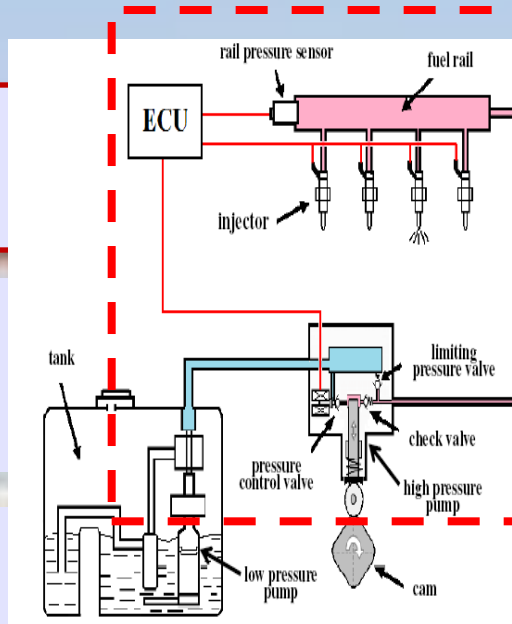 rail pressure sensor
fuel rail
ECU
injector
tank
limiting
pressure valve
check valve
pressure
control valve
high pressure
pump
low pressure
pump
cam